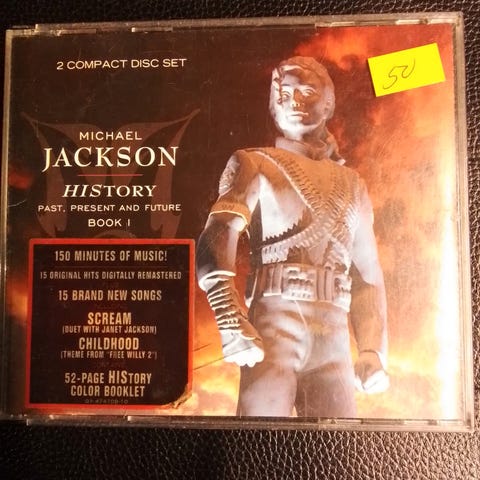 2 COMPACT DISC SET
50
MICHAEL
JACKSON
HISTORY
PAST, PRESENT AND FUTURE
BOOK I
150 MINUTES OF MUSIC!
15 ORIGINAL HITS DIGITALLY REMASTERED
15 BRAND NEW SONGS
SCREAM
(DUET WITH JANET JACKSON)
CHILDHOOD
(THEME FROM "FREE WILLY 2")
52-PAGE HIStory
COLOR BOOKLET